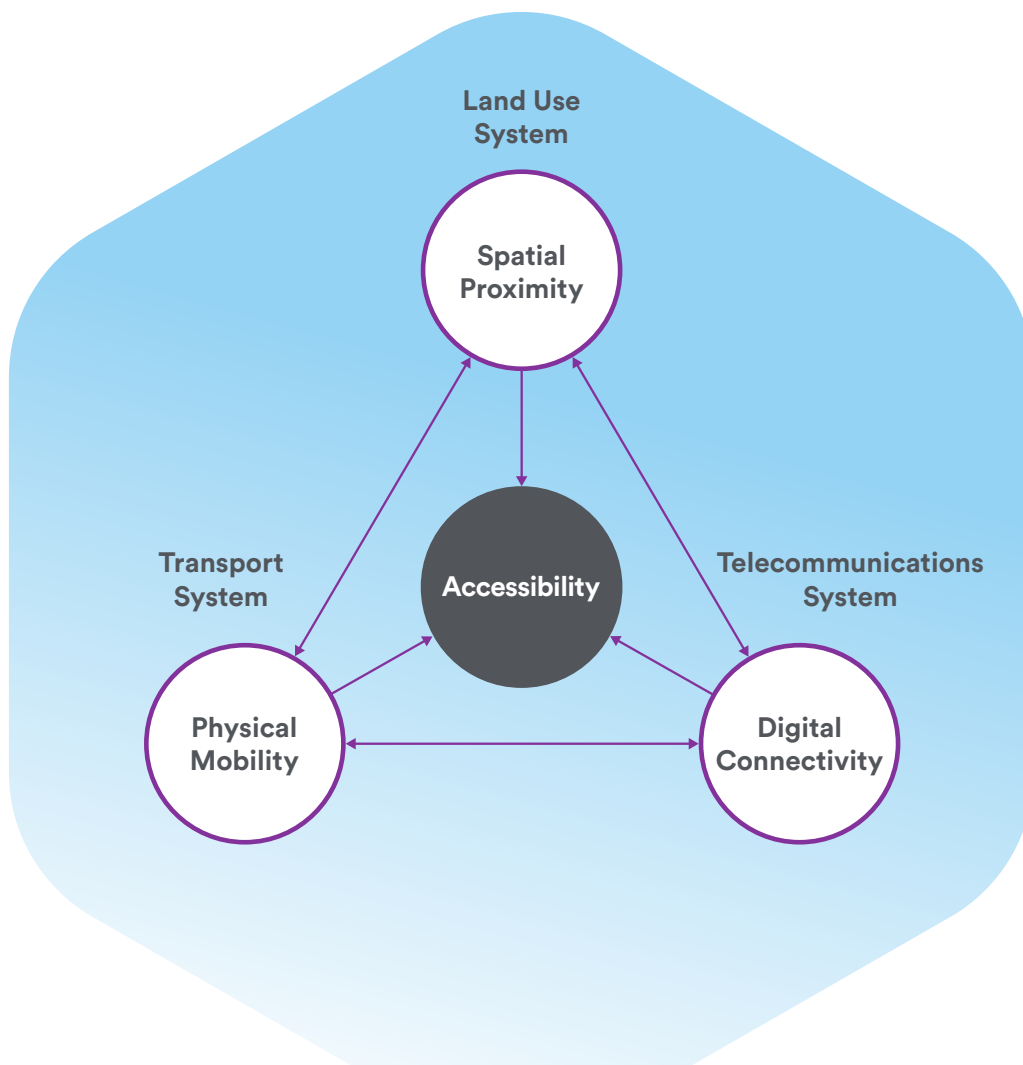 Land Use
System
Spatial
Proximity
Transport
System
Accessibility
Telecommunications
System
Physical
Mobility
Digital
Connectivity